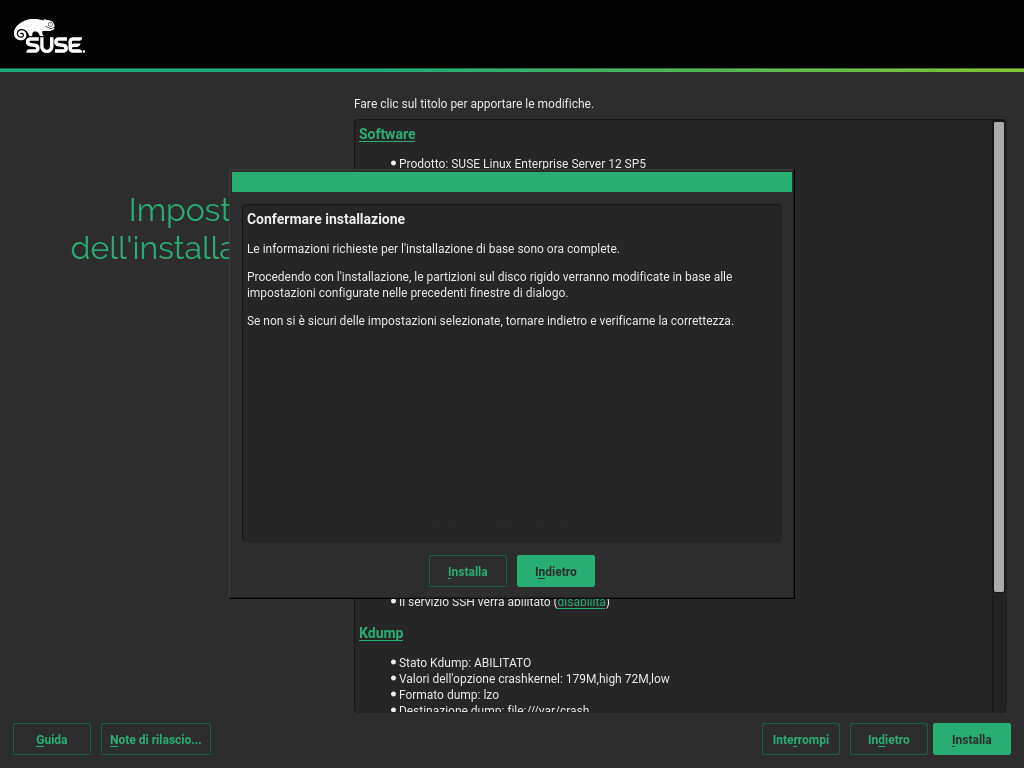 SUSE
Fare clic sul titolo per apportare le modifiche.
Software
Prodotto: SUSE Linux Enterprise Server 12 SP5
Impost
dell'installa
Confermare installazione
Le informazioni richieste per l'installazione di base sono ora complete.
Procedendo con l'installazione, le partizioni sul disco rigido verranno modificate in base alle
impostazioni configurate nelle precedenti finestre di dialogo.
Se non si è sicuri delle impostazioni selezionate, tornare indietro e verificarne la correttezza.
Installa Indietro
Il servizio SSH verrà abilitato (disabilita)
Kdump
Stato Kdump: ABILITATO
Valori dell'opzione crashkernel: 179M,high 72M,low
Formato dump: lzo
Destinazione dump: file:///var/crash
Guida Note di rilascio... Interrompi Indietro Installa